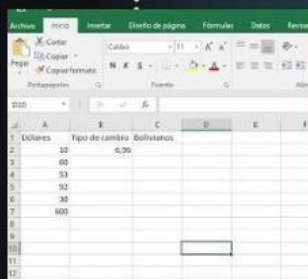 Archivo Inicio Insertar Diseño de página Fórmulas Datos Revisar
Cortar
Calibri 11
Copiar
N K S
Pegar Copiar formato
Portapapeles Fuente
D10
A B C D E F
1 Dólares Tipo de cambio Bolivianos
2 10 6,96
3 60
4 53
5 92
6 30
7 600
8
9
10
11
12